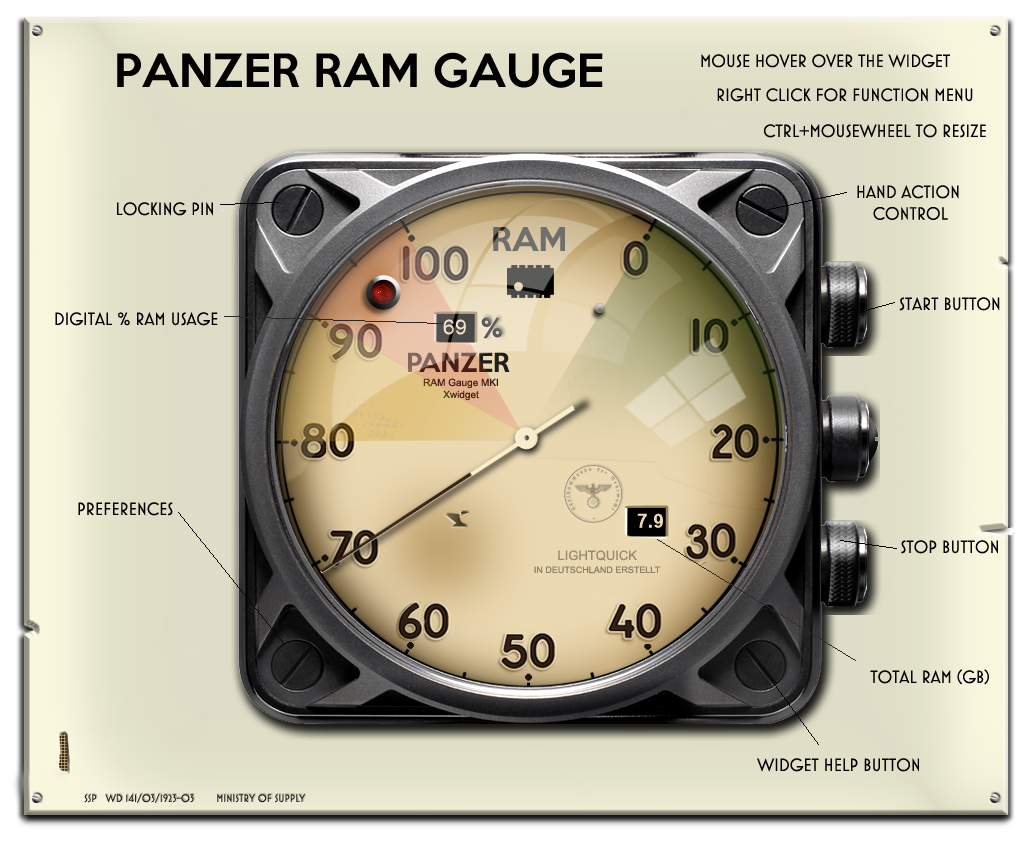 PANZER RAM GAUGE
MOUSE HOVER OVER THE WIDGET
RIGHT CLICK FOR FUNCTION MENU
CTRL+MOUSEWHEEL TO RESIZE
LOCKING PIN
HAND ACTION
CONTROL
RAM
100
0
START BUTTON
DIGITAL % RAM USAGE
69 %
90
10
PANZER
RAM Gauge MKI
Xwidget
80
20
PREFERENCES
7.9
70
30
STOP BUTTON
LIGHTQUICK
IN DEUTSCHLAND ERSTELLT
60
40
50
TOTAL RAM (GB)
WIDGET HELP BUTTON
SSP WD 141/03/1923-03 MINISTRY OF SUPPLY